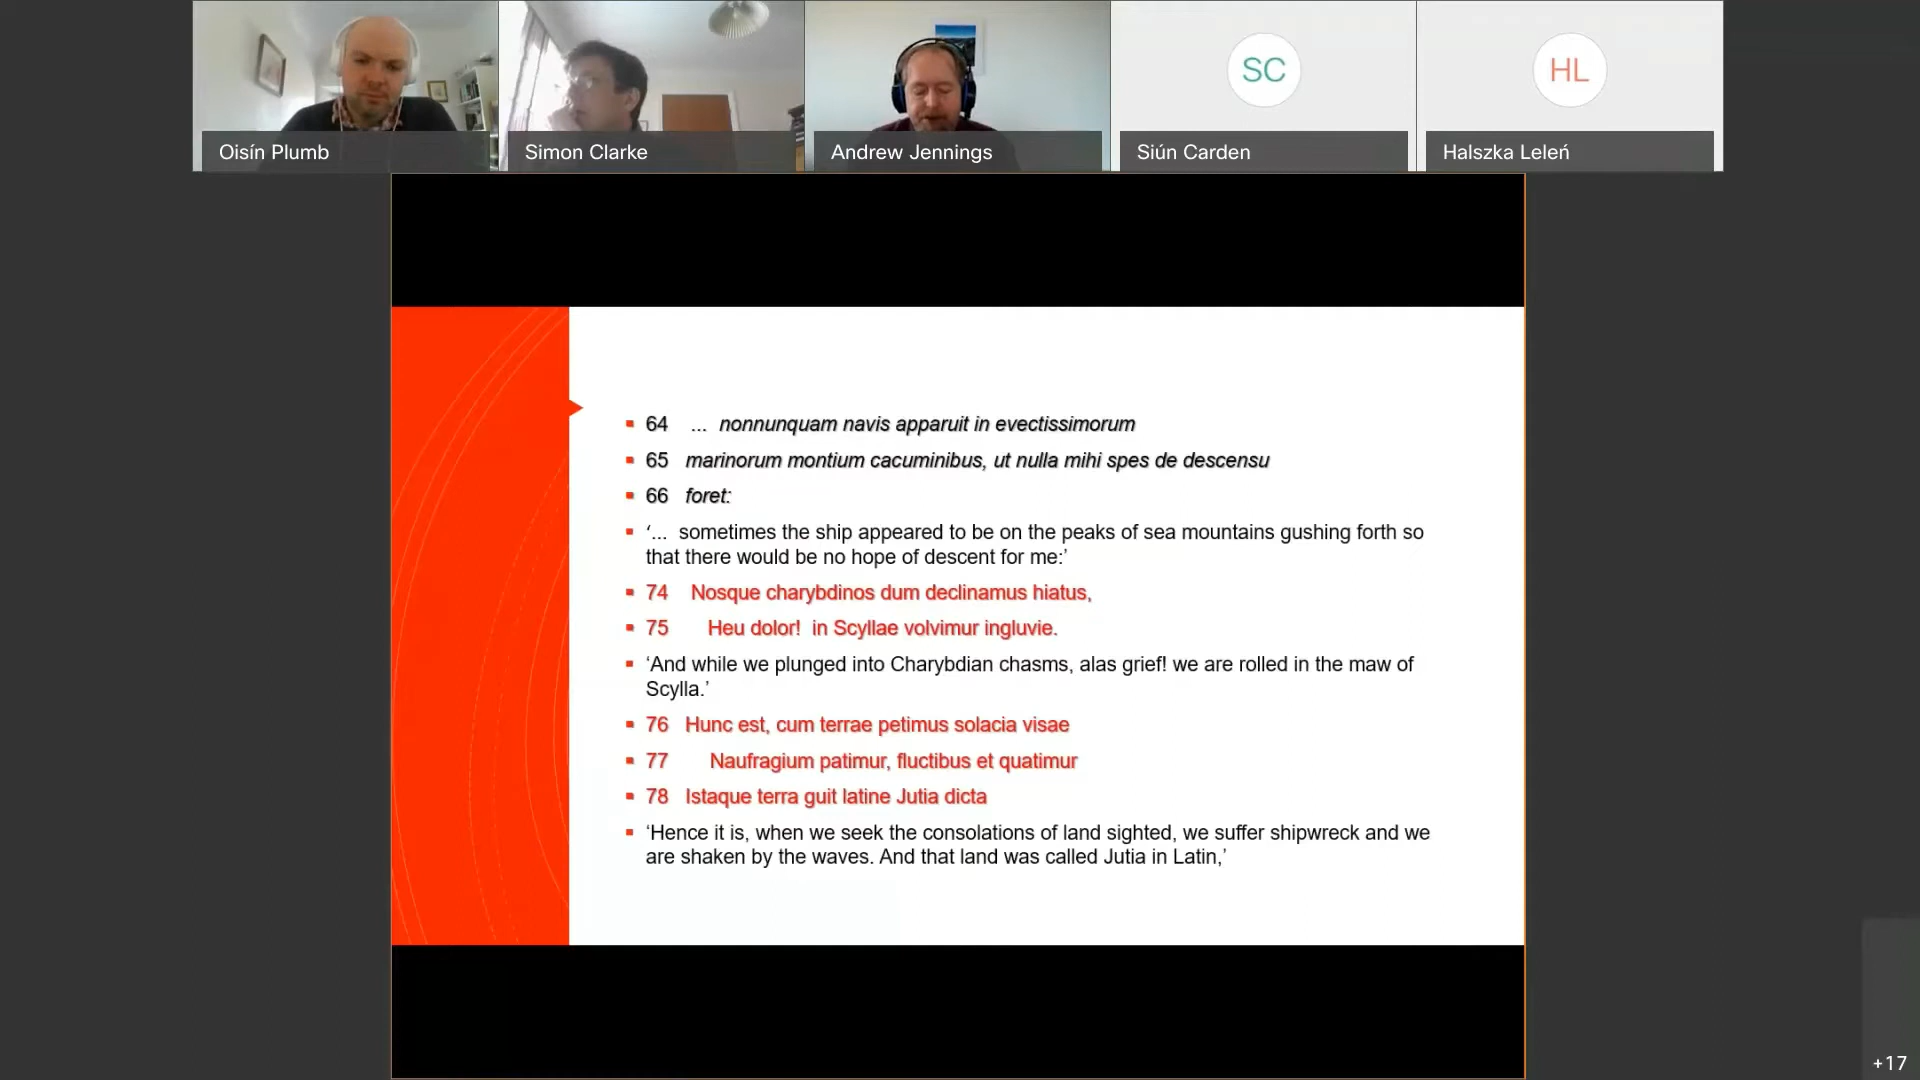 Oisín Plumb
Simon Clarke
Andrew Jennings
SC
Siún Carden
HL
Halszka Leleń
64 ... nonnunquam navis apparuit in evectissimorum
65 marinorum montium cacuminibus, ut nulla mihi spes de descensu
66 foret:
‘... sometimes the ship appeared to be on the peaks of sea mountains gushing forth so
that there would be no hope of descent for me:’
74 Nosque charybdinos dum declinamus hiatus,
75 Heu dolor! in Scyllae volvimur ingluvie.
‘And while we plunged into Charybdian chasms, alas grief! we are rolled in the maw of
Scylla.’
76 Hunc est, cum terrae petimus solacia visae
77 Naufragium patimur, fluctibus et quatimur
78 Istaque terra guit latine Jutia dicta
‘Hence it is, when we seek the consolations of land sighted, we suffer shipwreck and we
are shaken by the waves. And that land was called Jutia in Latin,’
+17